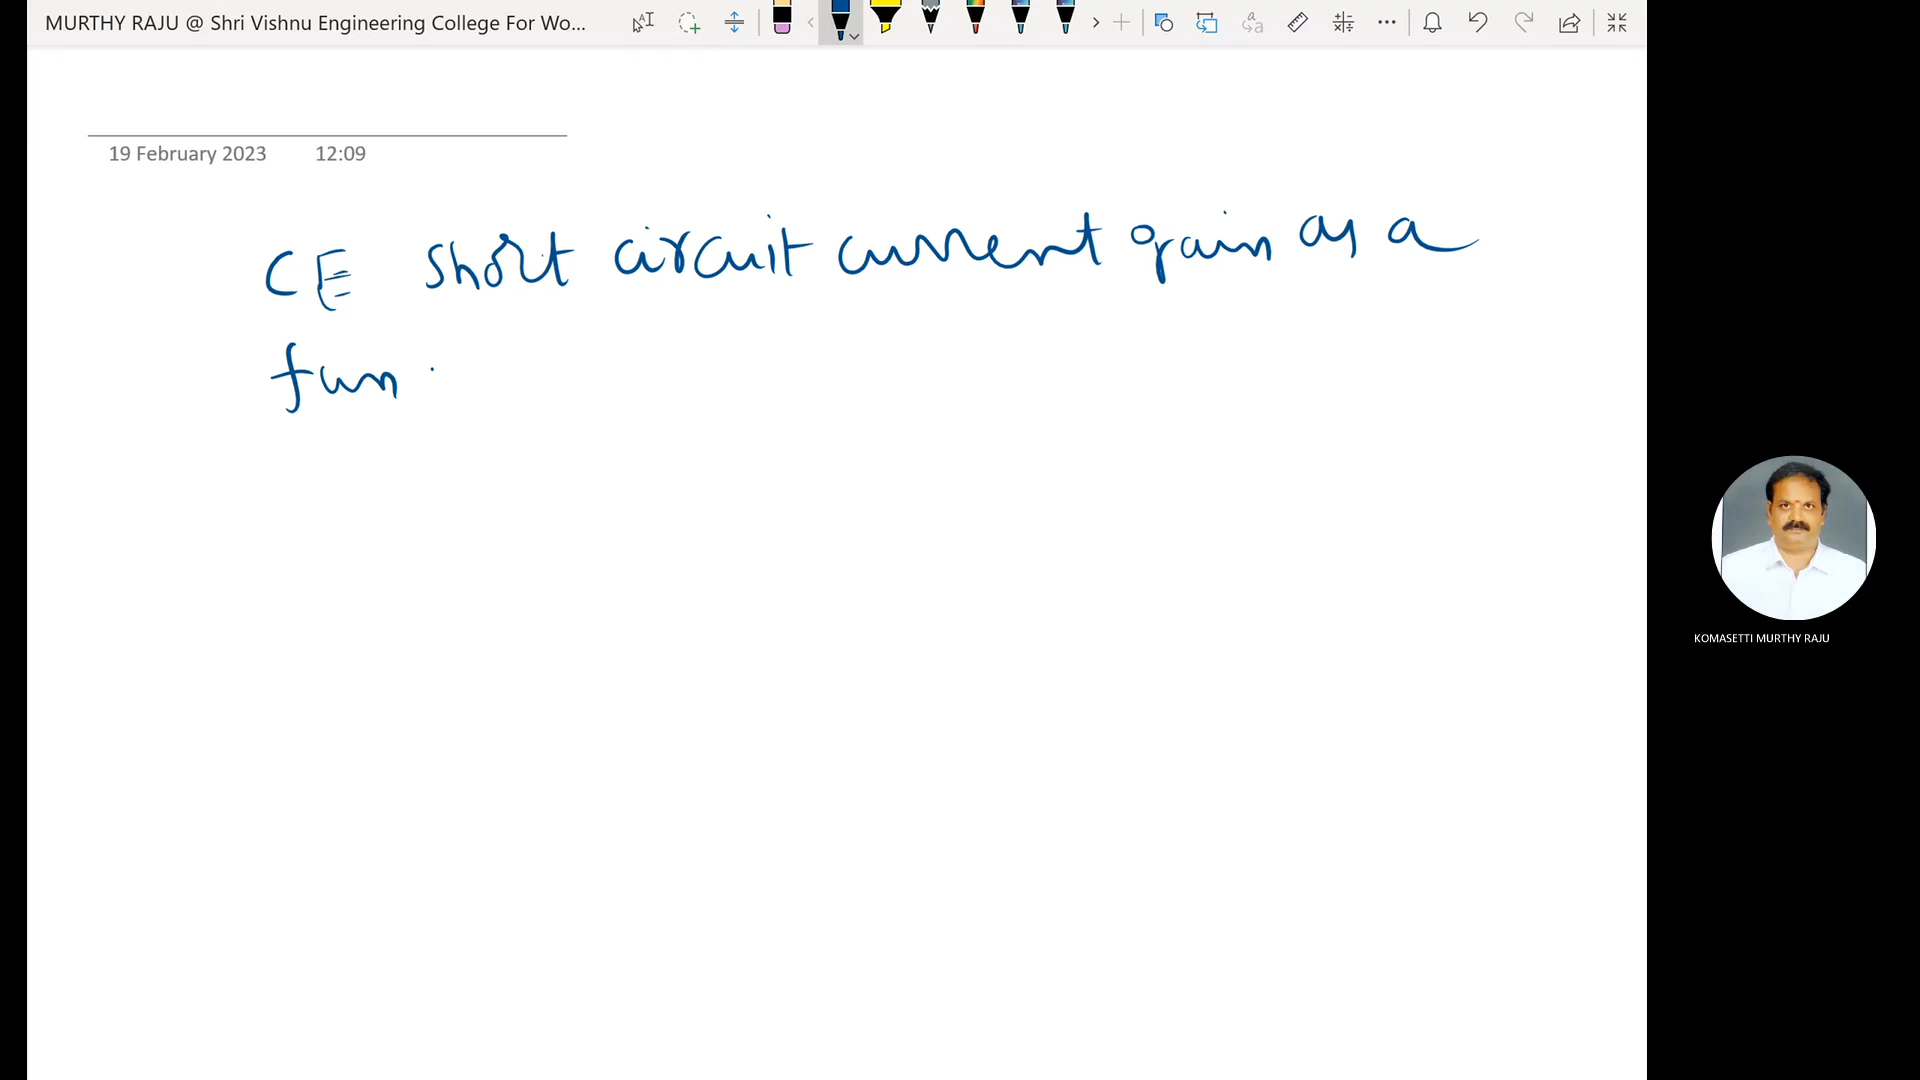 MURTHY RAJU @ Shri Vishnu Engineering College For Wo...
19 February 2023 12:09
CE short circuit current gain as a
fun
KOMASETTI MURTHY RAJU